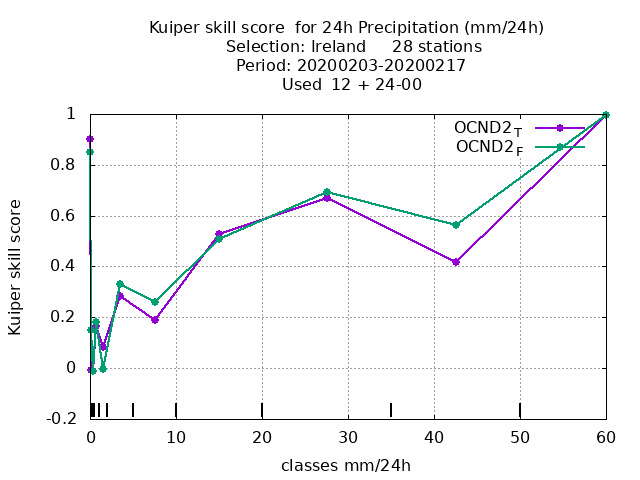 Kuiper skill score  for 24h Precipitation (mm/24h)
Selection: Ireland     28 stations
Period: 20200203-20200217
Used  12 + 24-00
OCND2T
OCND2F
Kuiper skill score
1
0.8
0.6
0.4
0.2
0
-0.2
0 10 20 30 40 50 60
classes mm/24h